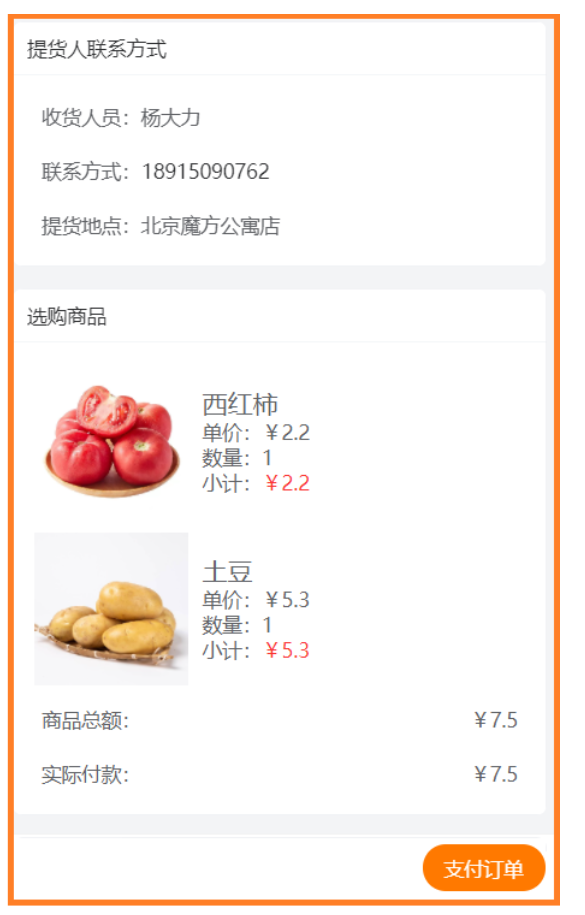 提货人联系方式
收货人员：杨大力
联系方式：18915090762
提货地点：北京魔方公寓店
选购商品
西红柿
单价：￥2.2
数量：1
小计：￥2.2
土豆
单价：￥5.3
数量：1
小计：￥5.3
商品总额：￥7.5
实际付款：￥7.5
支付订单